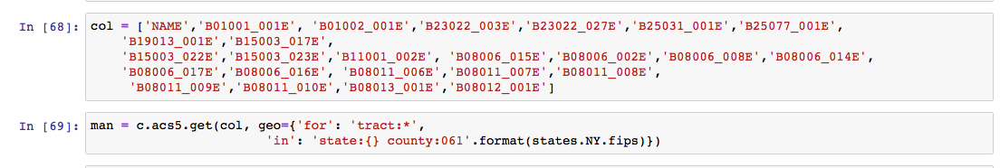 In [68]: col = ['NAME','B01001_001E', 'B01002_001E','B23022_003E','B23022_027E','B25031_001E','B25077_001E',
'B19013_001E','B15003_017E',
'B15003_022E','B15003_023E','B11001_002E', 'B08006_015E','B08006_002E','B08006_008E','B08006_014E',
'B08006_017E','B08006_016E', 'B08011_006E','B08011_007E','B08011_008E',
'B08011_009E','B08011_010E','B08013_001E','B08012_001E']
In [69]: man = c.acs5.get(col, geo={'for': 'tract:*',
'in': 'state:{} county:061'.format(states.NY.fips)})